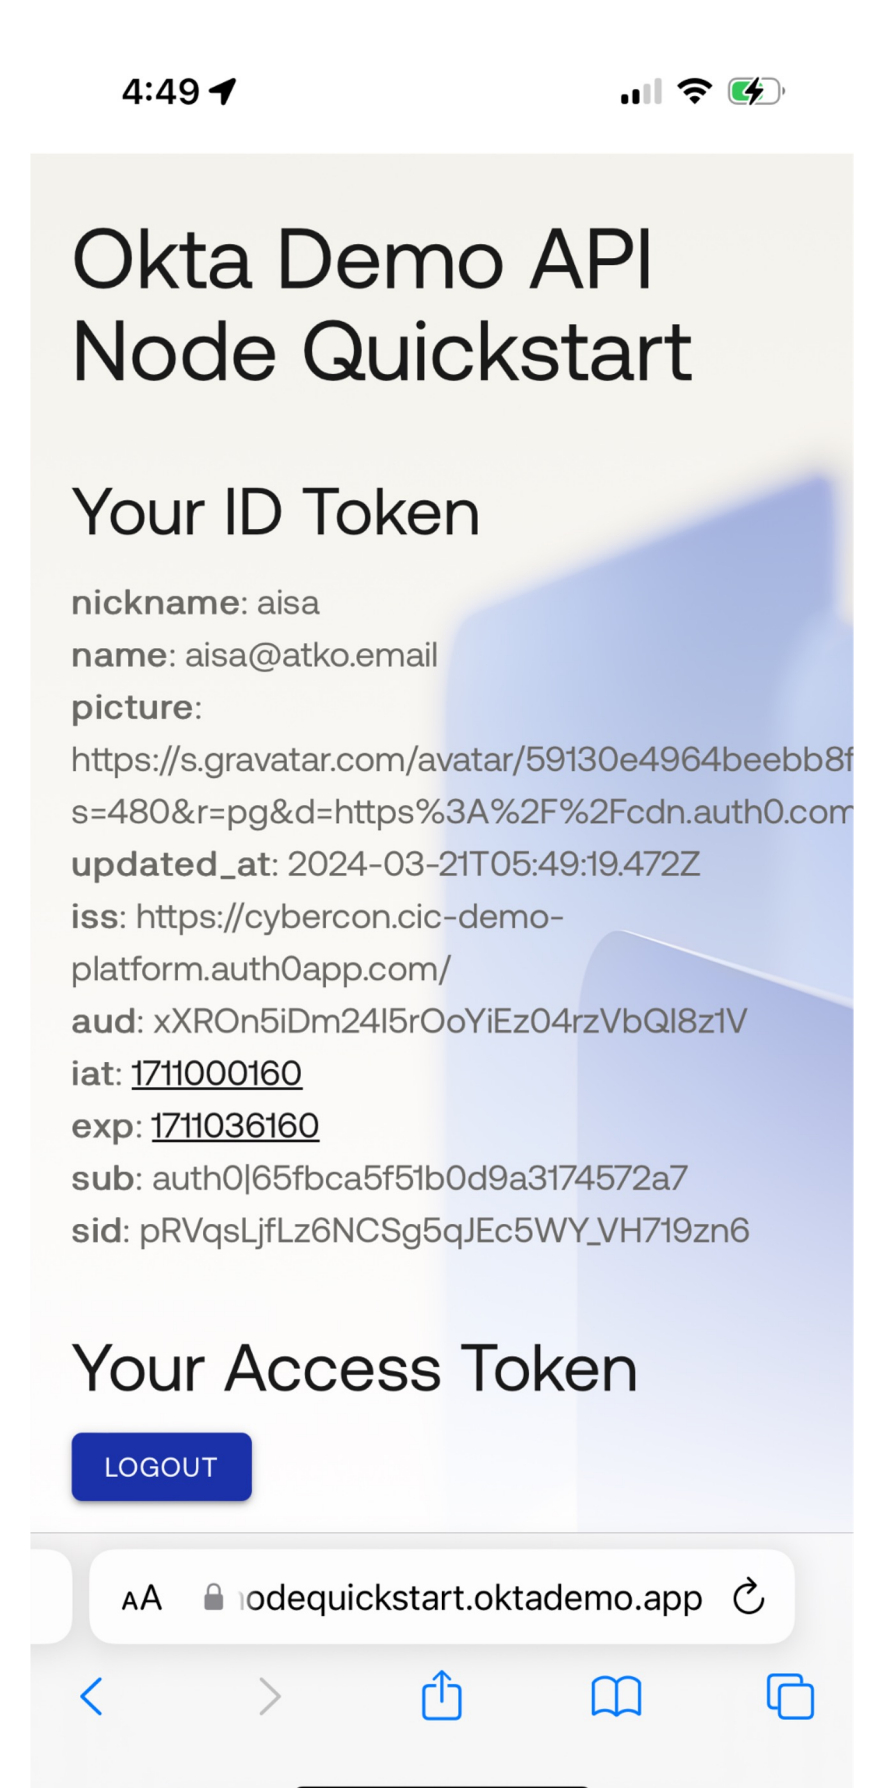 4:49
Okta Demo API
Node Quickstart
Your ID Token
nickname: aisa
name: aisa@atko.email
picture:
https://s.gravatar.com/avatar/59130e4964beebb8f
s=480&r=pg&d=https%3A%2F%2Fcdn.auth0.com
updated_at: 2024-03-21T05:49:19.472Z
iss: https://cybercon.cic-demo-
platform.auth0app.com/
aud: xXROn5iDm24I5rOoYiEz04rzVbQI8z1V
iat: 1711000160
exp: 1711036160
sub: auth0|65fbca5f51b0d9a3174572a7
sid: pRVqsLjfLz6NCSg5qJEc5WY_VH719zn6
Your Access Token
LOGOUT
AA odequickstart.oktademo.app